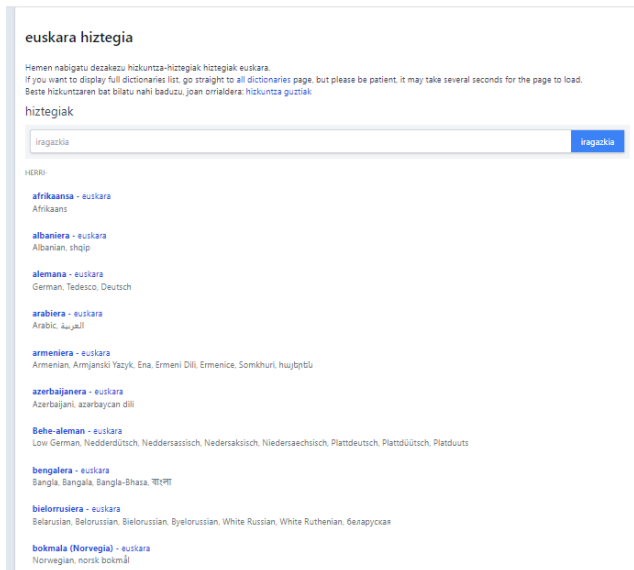 euskara hiztegia
Hemen nabigatu dezakezu hizkuntza-hiztegiak hiztegiak euskara.
If you want to display full dictionaries list, go straight to all dictionaries page, but please be patient, it may take several seconds for the page to load.
Beste hizkuntzaren bat bilatu nahi baduzu, joan orrialdera: hizkuntza guztiak
hiztegiak
iragazkia iragazkia
HERRI-
afrikaansa - euskara
Afrikaans
albaniera - euskara
Albanian, shqip
alemana - euskara
German, Tedesco, Deutsch
arabiera - euskara
Arabic, العربية
armeniera - euskara
Armenian, Armjanski Yazyk, Ena, Ermeni Dili, Ermenice, Somkhuri, հայերեն
azerbaijanera - euskara
Azerbaijani, azərbaycan dili
Behe-aleman - euskara
Low German, Nedderdütsch, Neddersassisch, Nedersaksisch, Niedersaechsisch, Plattdeutsch, Plattdüütsch, Platduuts
bengalera - euskara
Bangla, Bangala, Bangla-Bhasa, বাংলা
bielorrusiera - euskara
Belarusian, Belorussian, Bielorussian, Byelorussian, White Russian, White Ruthenian, беларуская
bokmala (Norvegia) - euskara
Norwegian, norsk bokmål